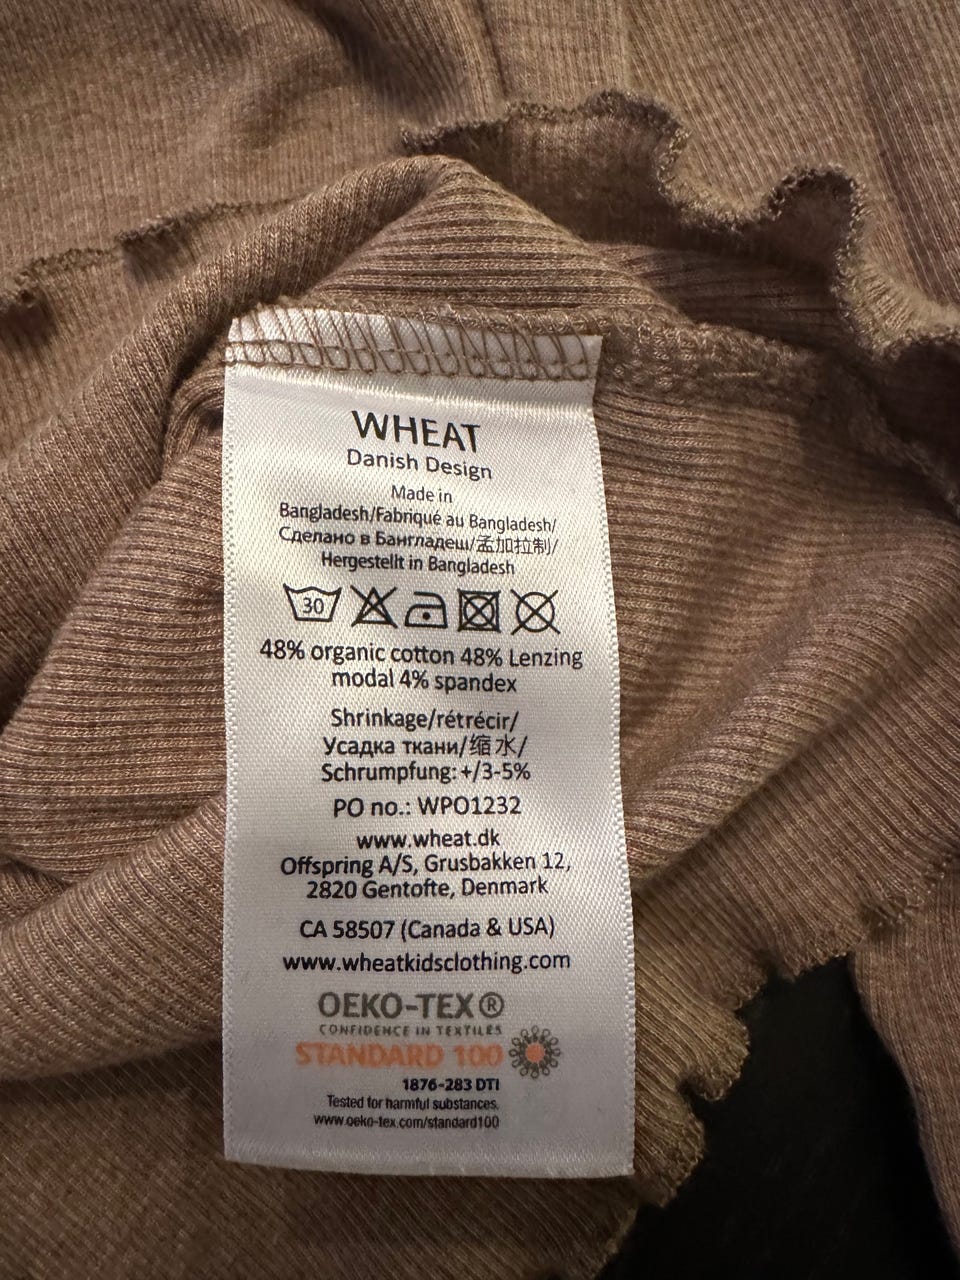 WHEAT
Danish Design
Made in
Bangladesh/Fabriqué au Bangladesh/
Сделано в Бангладеш/孟加拉制/
Hergestellt in Bangladesh
30
48% organic cotton 48% Lenzing
modal 4% spandex
Shrinkage/rétrécir/
Усадка ткани/缩水/
Schrumpfung: +/3-5%
PO no.: WPO1232
www.wheat.dk
Offspring A/S, Grusbakken 12,
2820 Gentofte, Denmark
CA 58507 (Canada & USA)
www.wheatkidsclothing.com
OEKO-TEX®
CONFIDENCE IN TEXTILES
STANDARD 100
1876-283 DTI
Tested for harmful substances.
www.oeko-tex.com/standard100